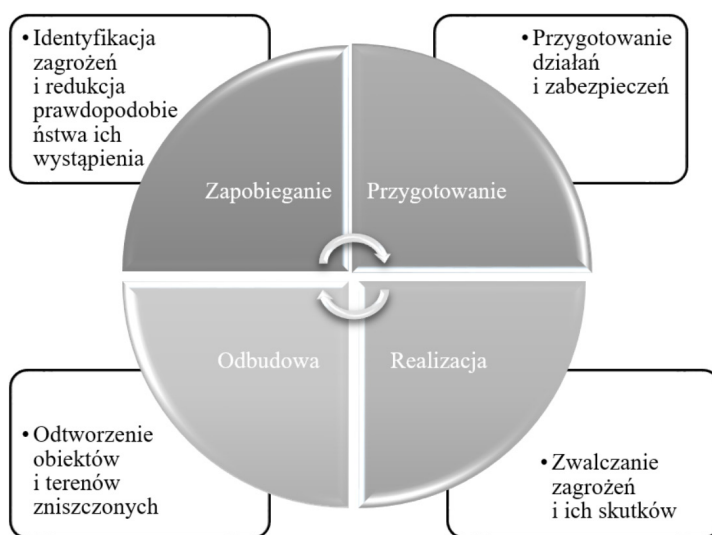 • Identyfikacja
zagrożeń
i redukcja
prawdopodobie
ństwa ich
wystąpienia
• Przygotowanie
działań
i zabezpieczeń
Zapobieganie
Przygotowanie
Odbudowa
Realizacja
• Odtworzenie
obiektów
i terenów
zniszczonych
• Zwalczanie
zagrożeń
i ich skutków